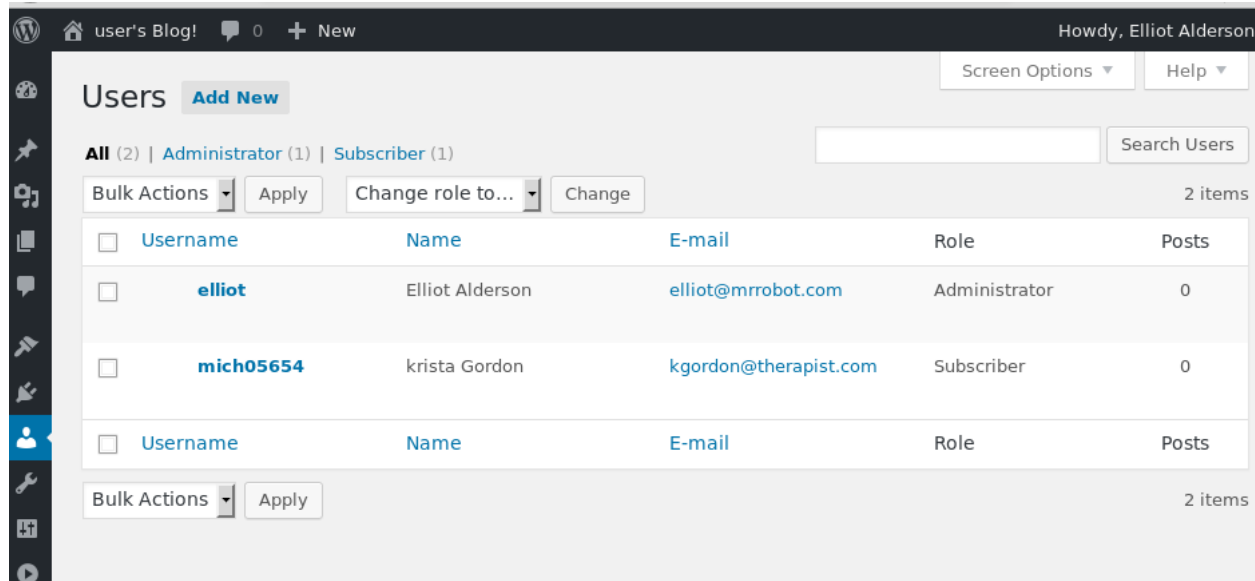 user's Blog! 0 New Howdy, Elliot Alderson
Screen Options Help
Users Add New
All (2) | Administrator (1) | Subscriber (1)
Search Users
Bulk Actions Apply Change role to... Change 2 items
Username Name E-mail Role Posts
elliot Elliot Alderson elliot@mrrobot.com Administrator 0
mich05654 krista Gordon kgordon@therapist.com Subscriber 0
Username Name E-mail Role Posts
Bulk Actions Apply 2 items